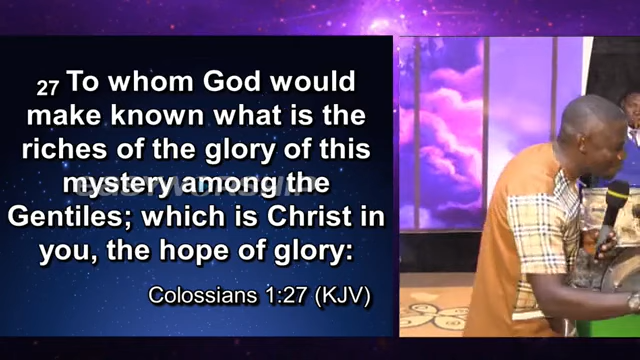 27 To whom God would
make known what is the
riches of the glory of this
mystery among the
Gentiles; which is Christ in
you, the hope of glory:
Colossians 1:27 (KJV)
EASYWORSHIP